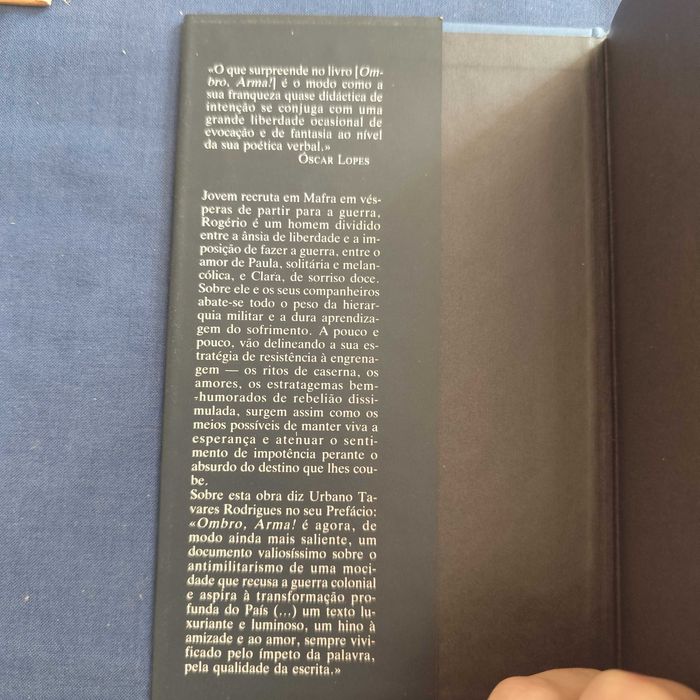 «O que surpreende no livro [Om-
bro, Arma!] é o modo como a
sua franqueza quase didáctica de
intenção se conjuga com uma
grande liberdade ocasional de
evocação e de fantasia ao nível
da sua poética verbal.»
ÓSCAR LOPES
Jovem recruta em Mafra em vés-
peras de partir para a guerra,
Rogério é um homem dividido
entre a ânsia de liberdade e a im-
posição de fazer a guerra, entre o
amor de Paula, solitária e melan-
cólica, e Clara, de sorriso doce.
Sobre ele e os seus companheiros
abate-se todo o peso da hierar-
quia militar e a dura aprendiza-
gem do sofrimento. A pouco e
pouco, vão delineando a sua es-
tratégia de resistência à engrena-
gem — os ritos de caserna, os
amores, os estratagemas bem-
-humorados de rebelião dissi-
mulada, surgem assim como os
meios possíveis de manter viva a
esperança e atenuar o senti-
mento de impotência perante o
absurdo do destino que lhes cou-
be.
Sobre esta obra diz Urbano Ta-
vares Rodrigues no seu Prefácio:
«Ombro, Arma! é agora, de
modo ainda mais saliente, um
documento valiosíssimo sobre o
antimilitarismo de uma moci-
dade que recusa a guerra colonial
e aspira à transformação pro-
funda do País (...) um texto lu-
xuriante e luminoso, um hino à
amizade e ao amor, sempre vivi-
ficado pelo ímpeto da palavra,
pela qualidade da escrita.»